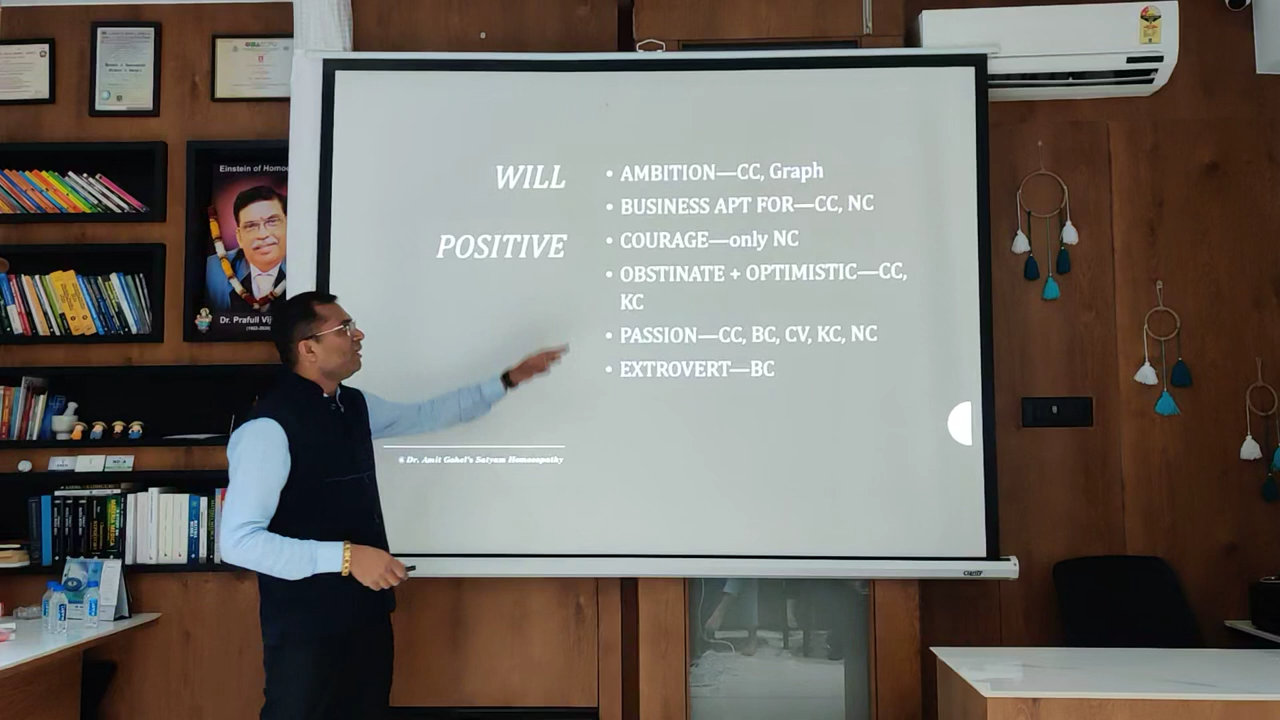 WILL
POSITIVE
• AMBITION—CC, Graph
• BUSINESS APT FOR—CC, NC
• COURAGE—only NC
• OBSTINATE + OPTIMISTIC—CC,
KC
• PASSION—CC, BC, CV, KC, NC
• EXTROVERT—BC
© Dr. Amit Gohel's Satyam Homoeopathy
Einstein of Homoe
Dr. Prafull Vij